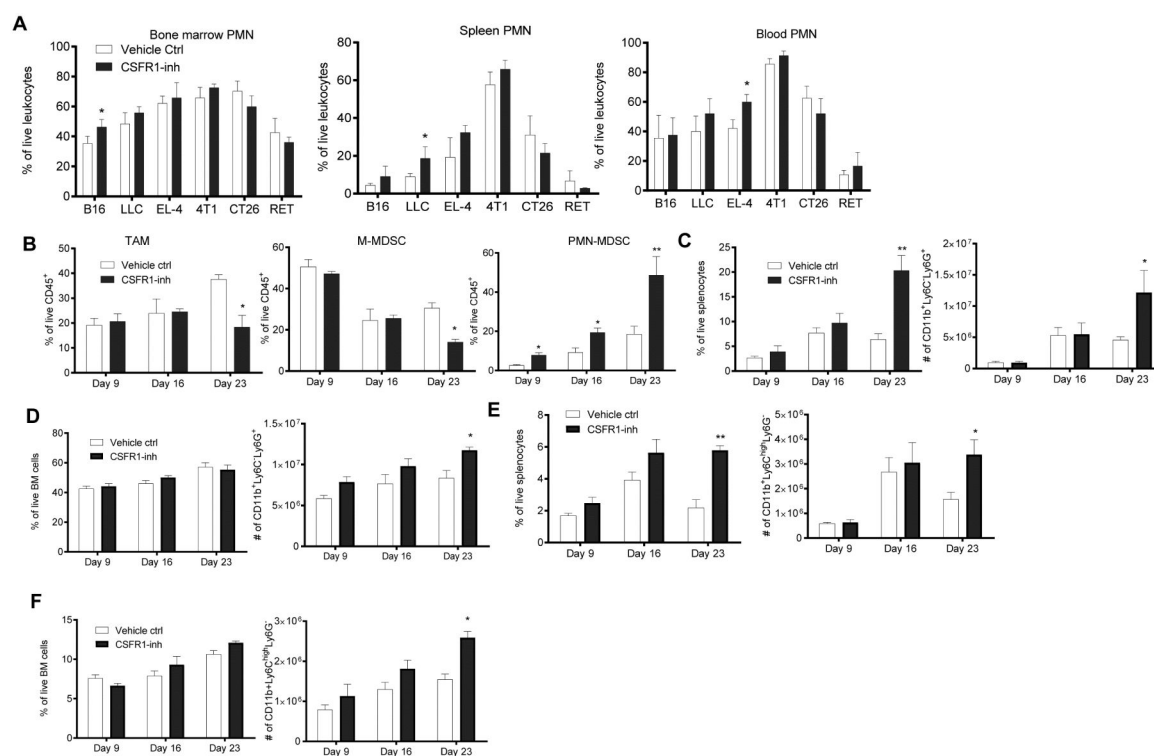 A
Bone marrow PMN
Vehicle Ctrl
CSFR1-inh
% of live leukocytes
100
80
60
40
20
0
B16
LLC
EL-4
4T1
CT26
RET
*
Spleen PMN
% of live leukocytes
80
60
40
20
0
B16
LLC
EL-4
4T1
CT26
RET
*
Blood PMN
% of live leukocytes
100
80
60
40
20
0
B16
LLC
EL-4
4T1
CT26
RET
*
B
TAM
Vehicle ctrl
CSFR1-inh
% of live CD45⁺
50
40
30
20
10
0
Day 9
Day 16
Day 23
*
M-MDSC
% of live CD45⁺
60
40
20
0
Day 9
Day 16
Day 23
*
PMN-MDSC
% of live CD45⁺
60
40
20
0
Day 9
Day 16
Day 23
*
*
**
C
Vehicle ctrl
CSFR1-inh
% of live splenocytes
25
20
15
10
5
0
Day 9
Day 16
Day 23
**
# of CD11b⁺Ly6C⁻Ly6G⁺
2×10⁷
1×10⁷
1×10⁷
5×10⁶
0
Day 9
Day 16
Day 23
*
D
Vehicle ctrl
CSFR1-inh
% of live BM cells
100
80
60
40
20
0
Day 9
Day 16
Day 23
# of CD11b⁺Ly6C⁻Ly6G⁺
1×10⁷
1×10⁷
5×10⁶
0
Day 9
Day 16
Day 23
*
E
Vehicle ctrl
CSFR1-inh
% of live splenocytes
8
6
4
2
0
Day 9
Day 16
Day 23
**
# of CD11b⁺Ly6CʰⁱᵍʰLy6G⁻
5×10⁶
4×10⁶
3×10⁶
2×10⁶
1×10⁶
0
Day 9
Day 16
Day 23
*
F
Vehicle ctrl
CSFR1-inh
% of live BM cells
15
10
5
0
Day 9
Day 16
Day 23
# of CD11b+Ly6CʰⁱᵍʰLy6G⁻
3×10⁶
2×10⁶
1×10⁶
0
Day 9
Day 16
Day 23
*